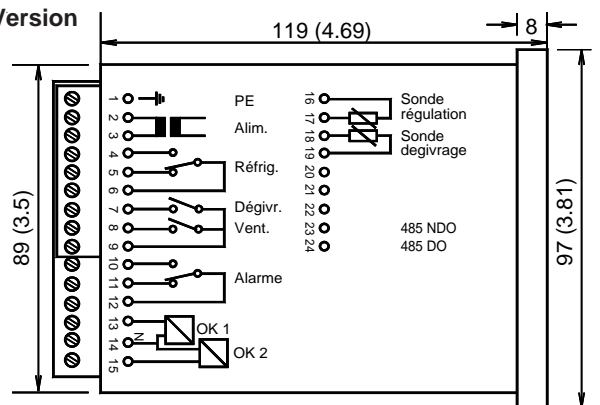 Version
119 (4.69)
8
89 (3.5)
97 (3.81)
1
PE
2
3
Alim.
4
5
6
Réfrig.
7
Dégivr.
8
Vent.
9
10
11
12
Alarme
13
OK 1
N
14
OK 2
15
16
17
Sonde
régulation
18
19
Sonde
degivrage
20
21
22
23
485 NDO
24
485 DO